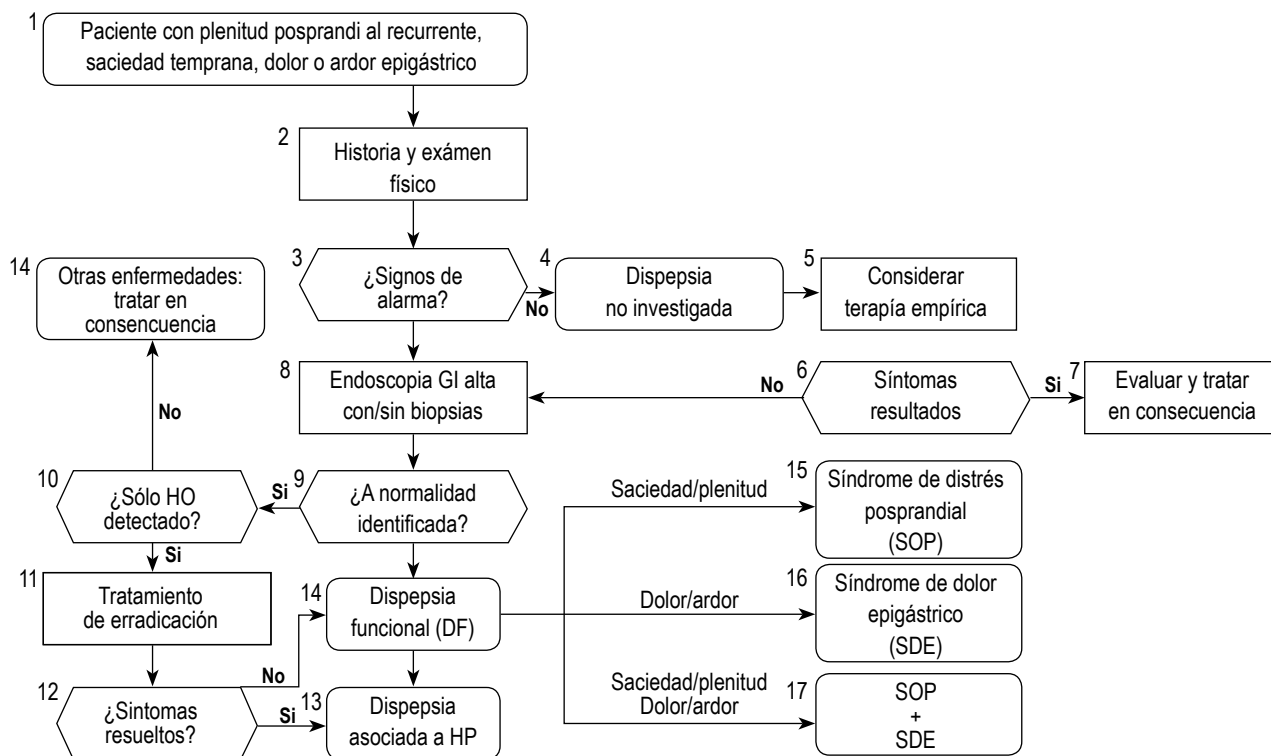 1
Paciente con plenitud posprandi al recurrente,
saciedad temprana, dolor o ardor epigástrico
2
Historia y exámen
físico
3
¿Signos de
alarma?
No
4
Dispepsia
no investigada
5
Considerar
terapía empírica
14
Otras enfermedades:
tratar en
consencuencia
8
Endoscopia GI alta
con/sin biopsias
No
6
Síntomas
resultados
Si
7
Evaluar y tratar
en consecuencia
No
10
¿Sólo HO
detectado?
Si
9
¿A normalidad
identificada?
Saciedad/plenitud
15
Síndrome de distrés
posprandial
(SOP)
Si
11
Tratamiento
de erradicación
14
Dispepsia
funcional (DF)
Dolor/ardor
16
Síndrome de dolor
epigástrico
(SDE)
No
12
¿Sintomas
resueltos?
Si
13
Dispepsia
asociada a HP
Saciedad/plenitud
Dolor/ardor
17
SOP
+
SDE